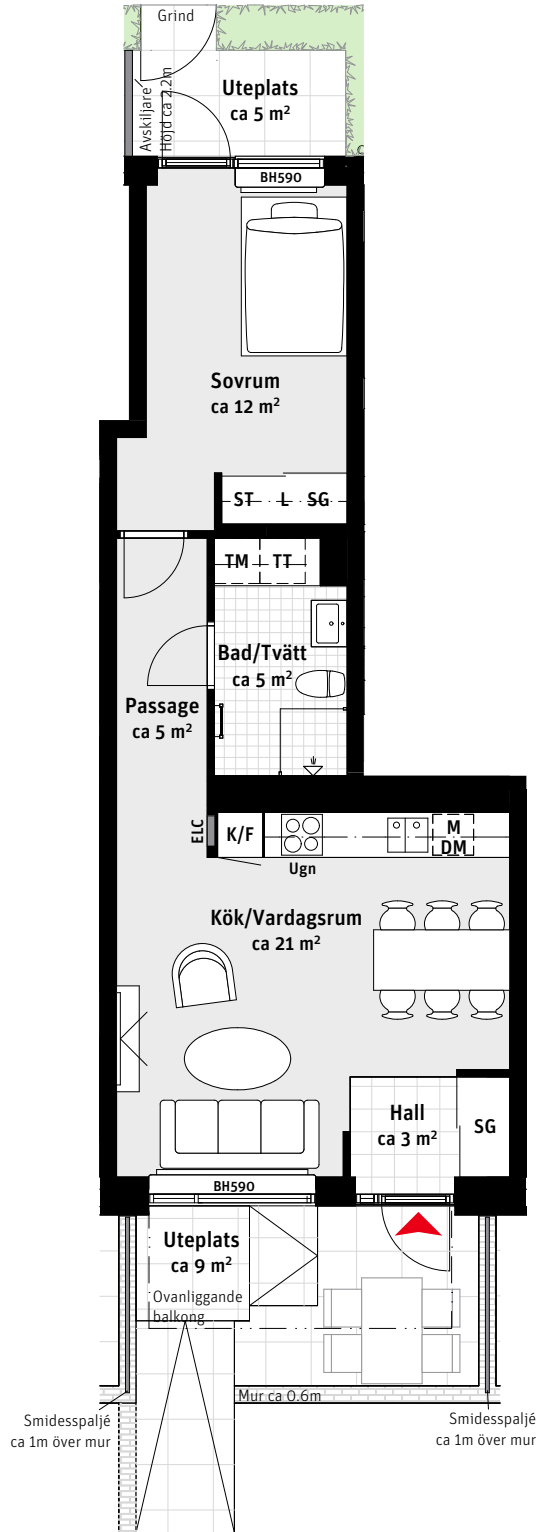 Grind
Uteplats
ca 5 m²
Avskiljare
Höjd ca 2.2m
BH590
Sovrum
ca 12 m²
ST L SG
TM TT
Bad/Tvätt
ca 5 m²
Passage
ca 5 m²
ELC
K/F
M
DM
Ugn
Kök/Vardagsrum
ca 21 m²
Hall
ca 3 m²
SG
BH590
Uteplats
ca 9 m²
Ovanliggande
balkong
Mur ca 0.6m
Smidesspaljé
ca 1m över mur
Smidesspaljé
ca 1m över mur